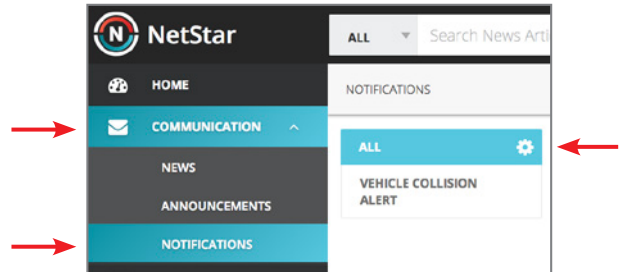 N NetStar
ALL Search News Arti
HOME
COMMUNICATION
NEWS
ANNOUNCEMENTS
NOTIFICATIONS
NOTIFICATIONS
ALL
VEHICLE COLLISION
ALERT